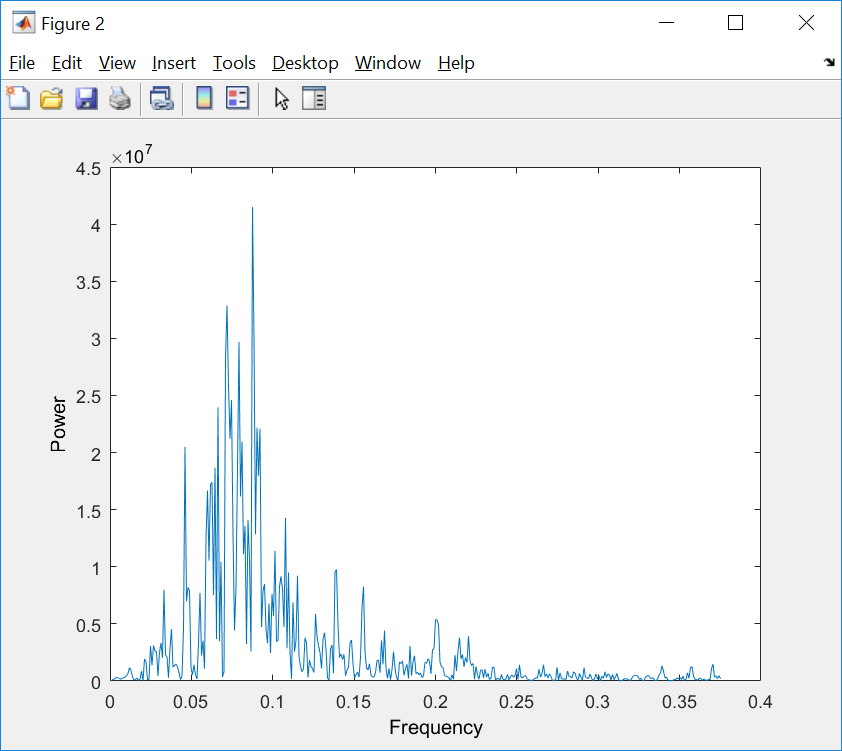 Figure 2
File Edit View Insert Tools Desktop Window Help
×10⁷
4.5
4
3.5
3
2.5
2
1.5
1
0.5
0
Power
0 0.05 0.1 0.15 0.2 0.25 0.3 0.35 0.4
Frequency